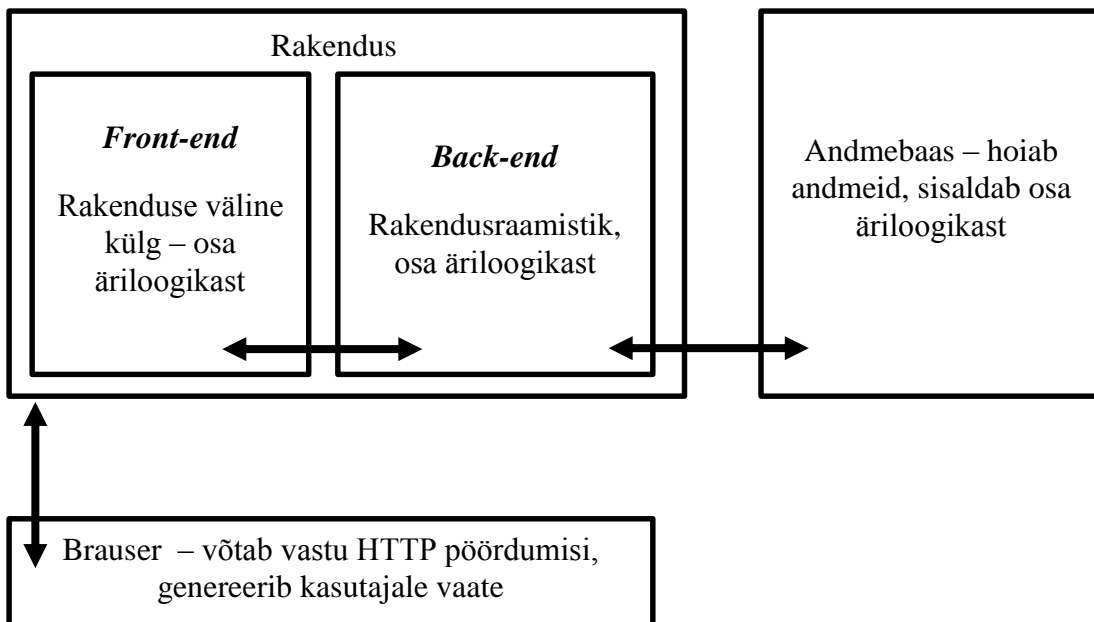 Rakendus
Front-end
Rakenduse väline
külg – osa
äriloogikast
Back-end
Rakendusraamistik,
osa äriloogikast
Andmebaas – hoiab
andmeid, sisaldab osa
äriloogikast
Brauser – võtab vastu HTTP pöördumisi,
genereerib kasutajale vaate